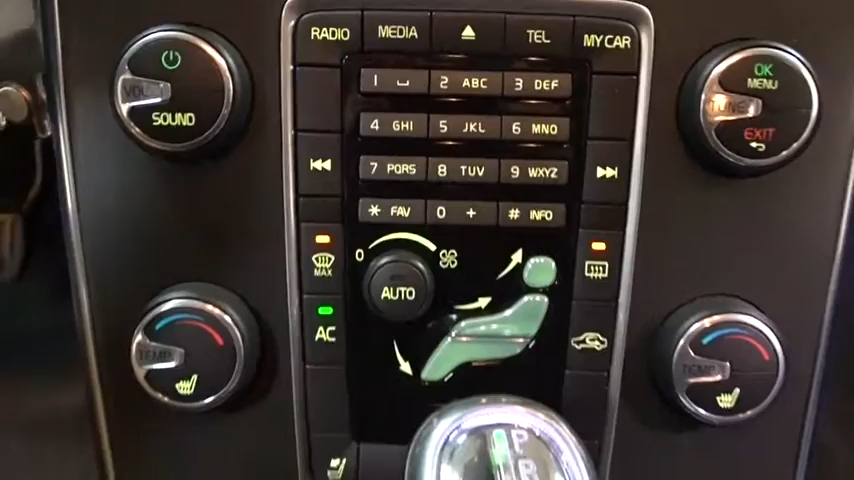 RADIO MEDIA TEL MY CAR
VOL
SOUND
1 2 ABC 3 DEF
4 GHI 5 JKL 6 MNO
7 PQRS 8 TUV 9 WXYZ
* FAV 0 + # INFO
OK
MENU
TUNE
EXIT
MAX
0
AUTO
AC
TEMP
TEMP
P
R